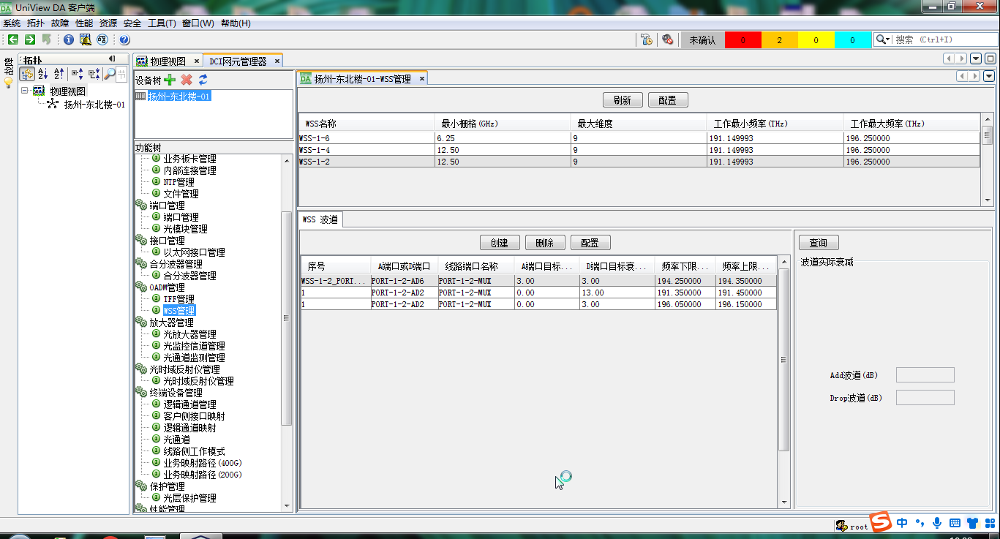 UniView DA 客户端
系统 拓扑 故障 性能 资源 安全 工具(T) 窗口(W) 帮助(H)
未确认 0 2 0 0 搜索 (Ctrl+I)
拓扑
物理视图
扬州-东北楼-01
物理视图 DCI网元管理器
设备树
扬州-东北楼-01
功能树
业务板卡管理
内部连接管理
NTP管理
文件管理
端口管理
端口管理
光模块管理
接口管理
以太网接口管理
合分波器管理
合分波器管理
OADM管理
TFF管理
WSS管理
放大器管理
光放大器管理
光监控信道管理
光通道监测管理
光时域反射仪管理
光时域反射仪管理
终端设备管理
逻辑通道管理
客户侧接口映射
逻辑通道映射
光通道
线路侧工作模式
业务映射路径(400G)
业务映射路径(200G)
保护管理
光层保护管理
性能管理
扬州-东北楼-01-WSS管理
刷新 配置
WSS名称 最小栅格(GHz) 最大维度 工作最小频率(THz) 工作最大频率(THz)
WSS-1-6 6.25 9 191.149993 196.250000
WSS-1-4 12.50 9 191.149993 196.250000
WSS-1-2 12.50 9 191.149993 196.250000
WSS 波道
创建 删除 配置
序号 A端口或D端口 线路端口名称 A端口目标... D端口目标衰... 频率下限... 频率上限...
WSS-1-2_PORT... PORT-1-2-AD6 PORT-1-2-MUX 3.00 3.00 194.250000 194.350000
1 PORT-1-2-AD2 PORT-1-2-MUX 0.00 13.00 191.350000 191.450000
1 PORT-1-2-AD2 PORT-1-2-MUX 0.00 3.00 196.050000 196.150000
查询
波道实际衰减
Add波道(dB)
Drop波道(dB)
root
中